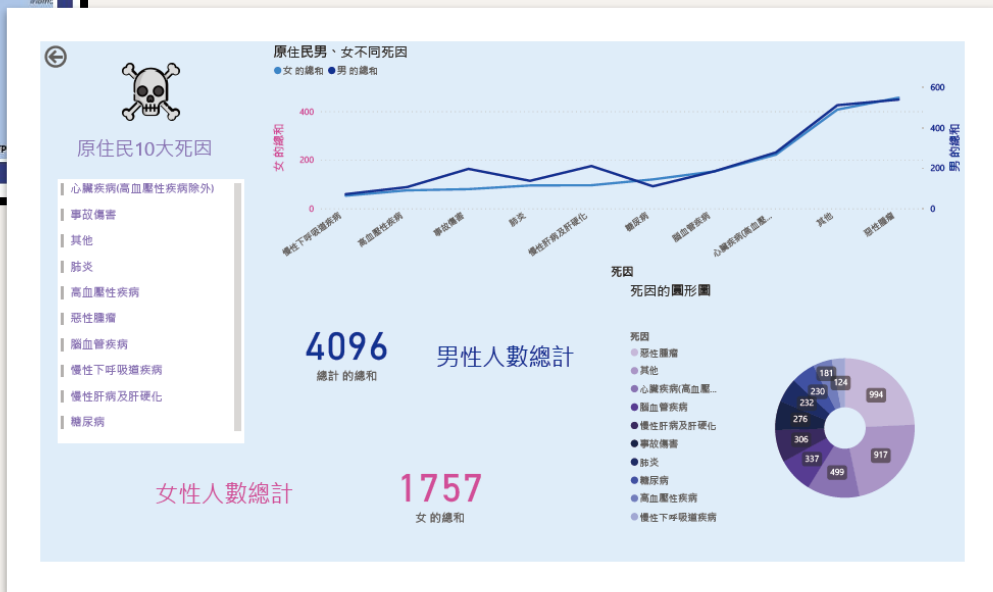 原住民男、女不同死因
女 的總和 男 的總和
原住民10大死因
心臟疾病(高血壓性疾病除外)
事故傷害
其他
肺炎
高血壓性疾病
惡性腫瘤
腦血管疾病
慢性下呼吸道疾病
慢性肝病及肝硬化
糖尿病
女 的總和
400
200
0
600
400
200
0
男 的總和
慢性下呼吸道疾病
高血壓性疾病
事故傷害
肺炎
慢性肝病及肝硬化
糖尿病
腦血管疾病
心臟疾病(高血壓...
其他
惡性腫瘤
死因
4096
總計 的總和
男性人數總計
女性人數總計
1757
女 的總和
死因的圓形圖
死因
惡性腫瘤
其他
心臟疾病(高血壓...
腦血管疾病
慢性肝病及肝硬化
事故傷害
肺炎
糖尿病
高血壓性疾病
慢性下呼吸道疾病
994
917
499
337
306
276
232
230
181
124